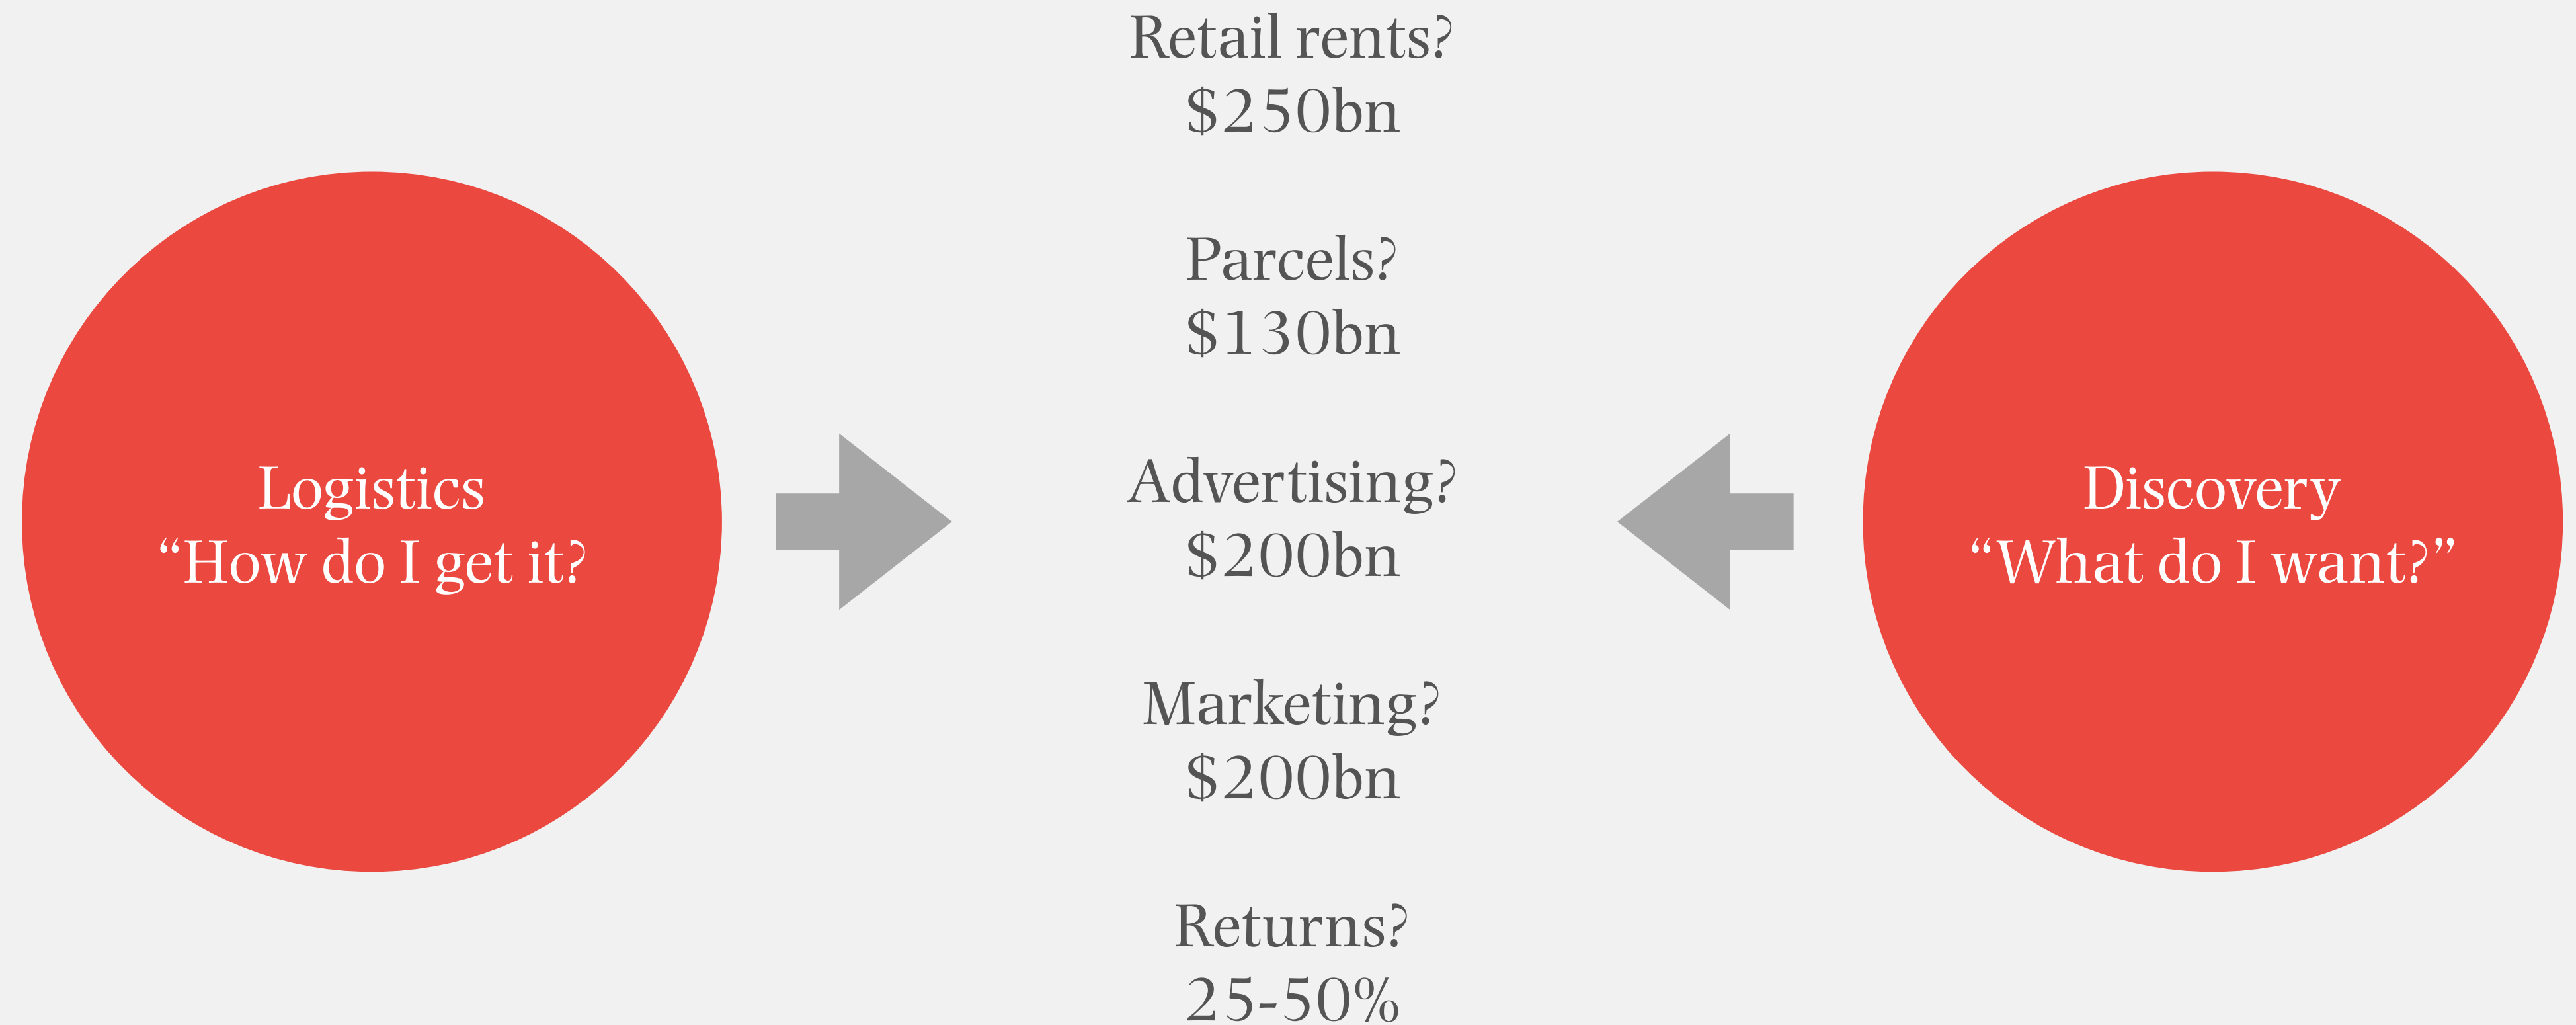 Logistics
“How do I get it?
Retail rents?
$250bn
Parcels?
$130bn
Advertising?
$200bn
Marketing?
$200bn
Returns?
25-50%
Discovery
“What do I want?”